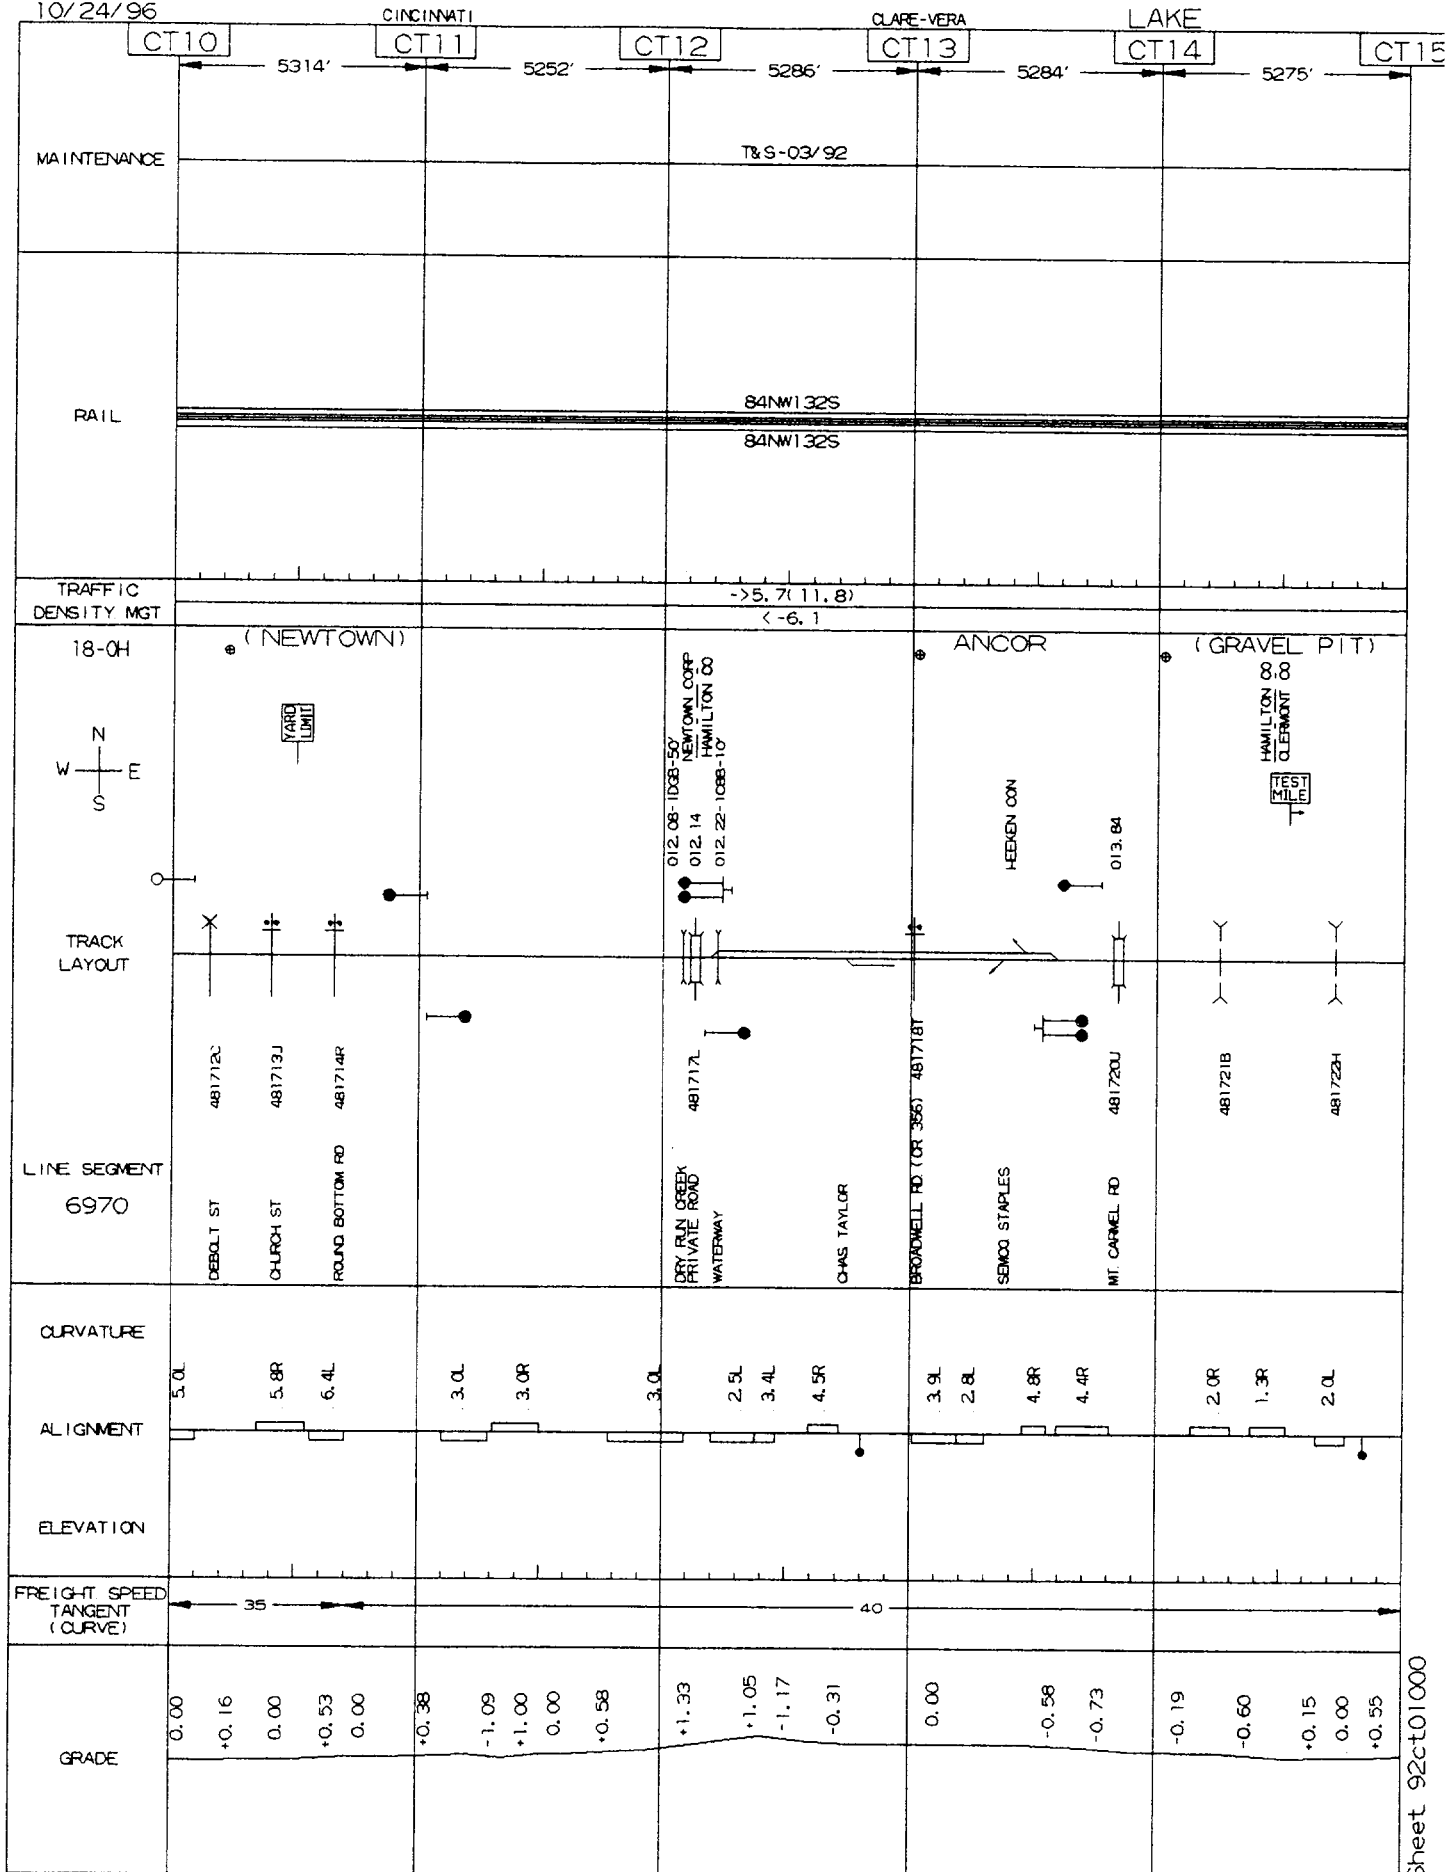 10/24/96
CINCINNATI
CLARE-VERA
LAKE
CT10
CT11
CT12
CT13
CT14
CT15
5314'
5252'
5286'
5284'
5275'
MAINTENANCE
T&S-03/92
RAIL
84NW132S
84NW132S
TRAFFIC
DENSITY MGT
->5.7(11.8)
<-6.1
18-OH
(NEWTOWN)
ANCOR
(GRAVEL PIT)
8.8
YARD
LIMIT
N
W E
S
012.08-1DGB-50'
NEWTOWN CORP
HAMILTON CO
012.14
012.22-1CBB-10'
HEEKEN CON
013.84
HAMILTON
CLERMONT
TEST
MILE
TRACK
LAYOUT
481712C
481713J
481714R
481717L
481718T
481720U
481721B
481722H
LINE SEGMENT
6970
DEBOLT ST
CHURCH ST
ROUND BOTTOM RD
DRY RUN CREEK
PRIVATE ROAD
WATERWAY
CHAS. TAYLOR
BROADWELL RD. (CR 356)
SEMCO, STAPLES
MT. CARMEL RD
CURVATURE
5.0L
5.8R
6.4L
3.0L
3.0R
3.0L
2.5L
3.4L
4.5R
3.9L
2.8L
4.8R
4.4R
2.0R
1.3R
2.0L
ALIGNMENT
ELEVATION
FREIGHT SPEED
TANGENT
(CURVE)
35
40
GRADE
0.00
+0.16
0.00
+0.53
0.00
+0.38
-1.09
+1.00
0.00
+0.58
+1.33
+1.05
-1.17
-0.31
0.00
-0.58
-0.73
-0.19
-0.60
+0.15
0.00
+0.55
Sheet 92ct01000